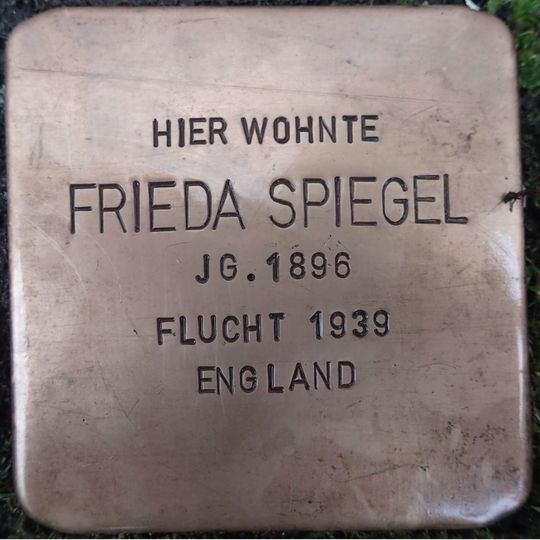 HIER WOHNTE
FRIEDA SPIEGEL
JG. 1896
FLUCHT 1939
ENGLAND